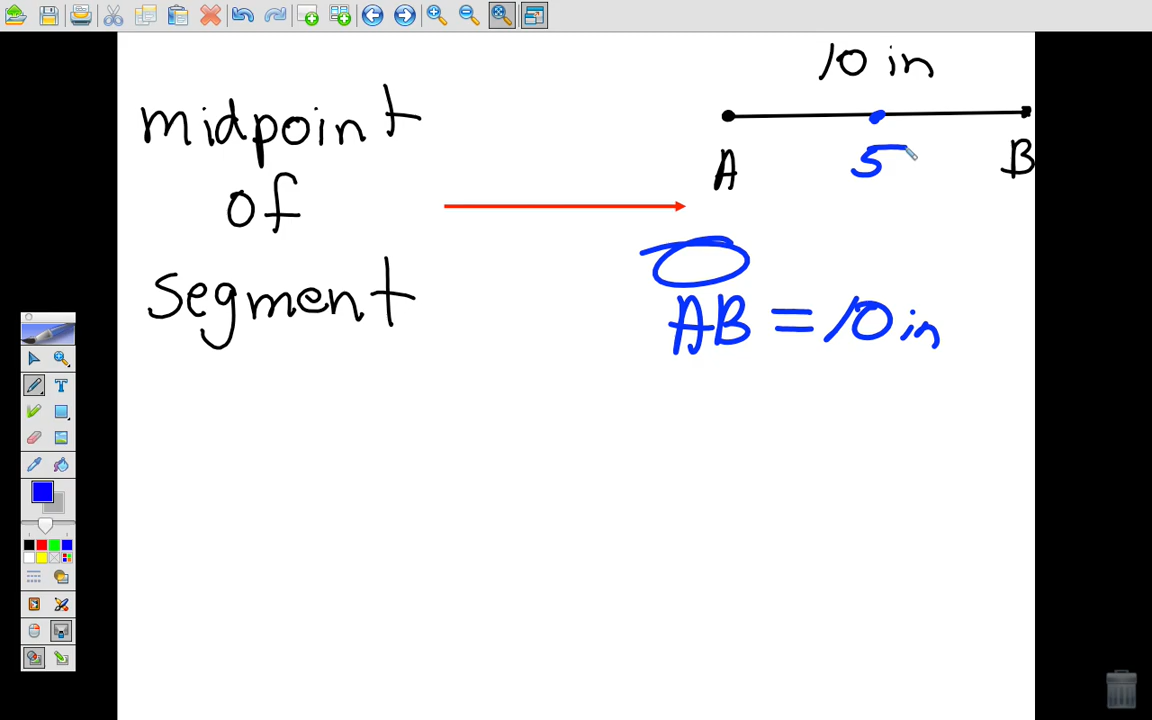 midpoint
of
segment
10 in
A
B
5
AB = 10 in
T